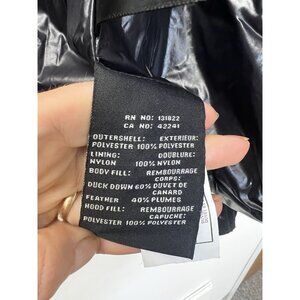 RN NO: 131822
CA NO: 42241
OUTERSHELL: EXTERIEUR:
POLYESTER 100% POLYESTER
LINING: DOUBLURE:
NYLON 100% NYLON
BODY FILL: REMBOURRAGE
CORPS:
DUCK DOWN 60% DUVET DE
CANARD
FEATHER 40% PLUMES
HOOD FILL: REMBOURRAGE
CAPUCHE:
POLYESTER 100% POLYESTER